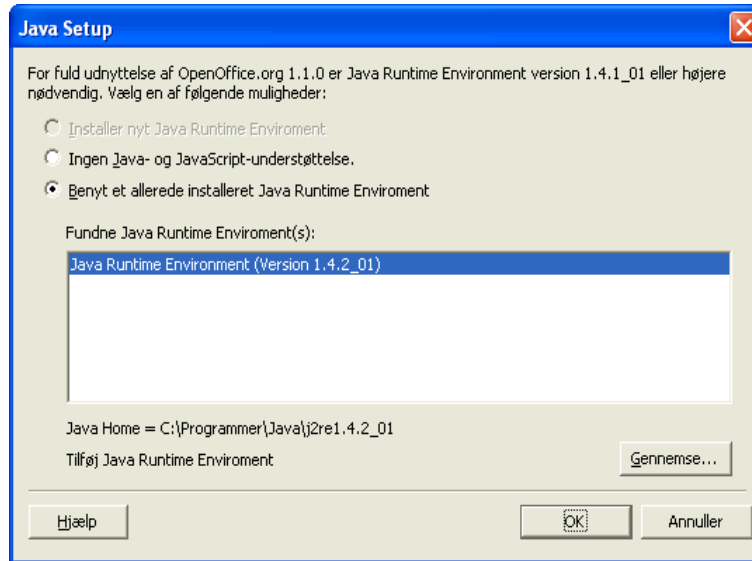 Java Setup
For fuld udnyttelse af OpenOffice.org 1.1.0 er Java Runtime Environment version 1.4.1_01 eller højere
nødvendig. Vælg en af følgende muligheder:
Installer nyt Java Runtime Enviroment
Ingen Java- og JavaScript-understøttelse.
Benyt et allerede installeret Java Runtime Enviroment
Fundne Java Runtime Enviroment(s):
Java Runtime Environment (Version 1.4.2_01)
Java Home = C:\Programmer\Java\j2re1.4.2_01
Tilføj Java Runtime Enviroment
Gennemse...
Hjælp
OK
Annuller